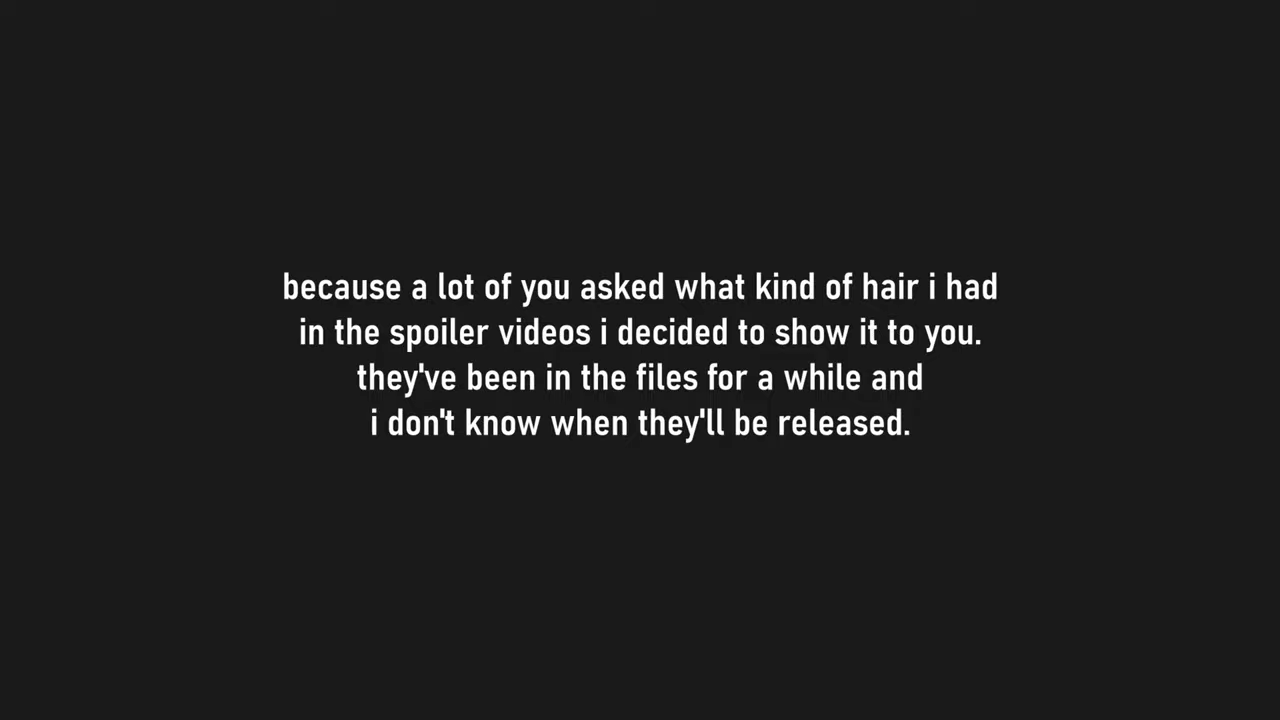 because a lot of you asked what kind of hair i had
in the spoiler videos i decided to show it to you.
they've been in the files for a while and
i don't know when they'll be released.